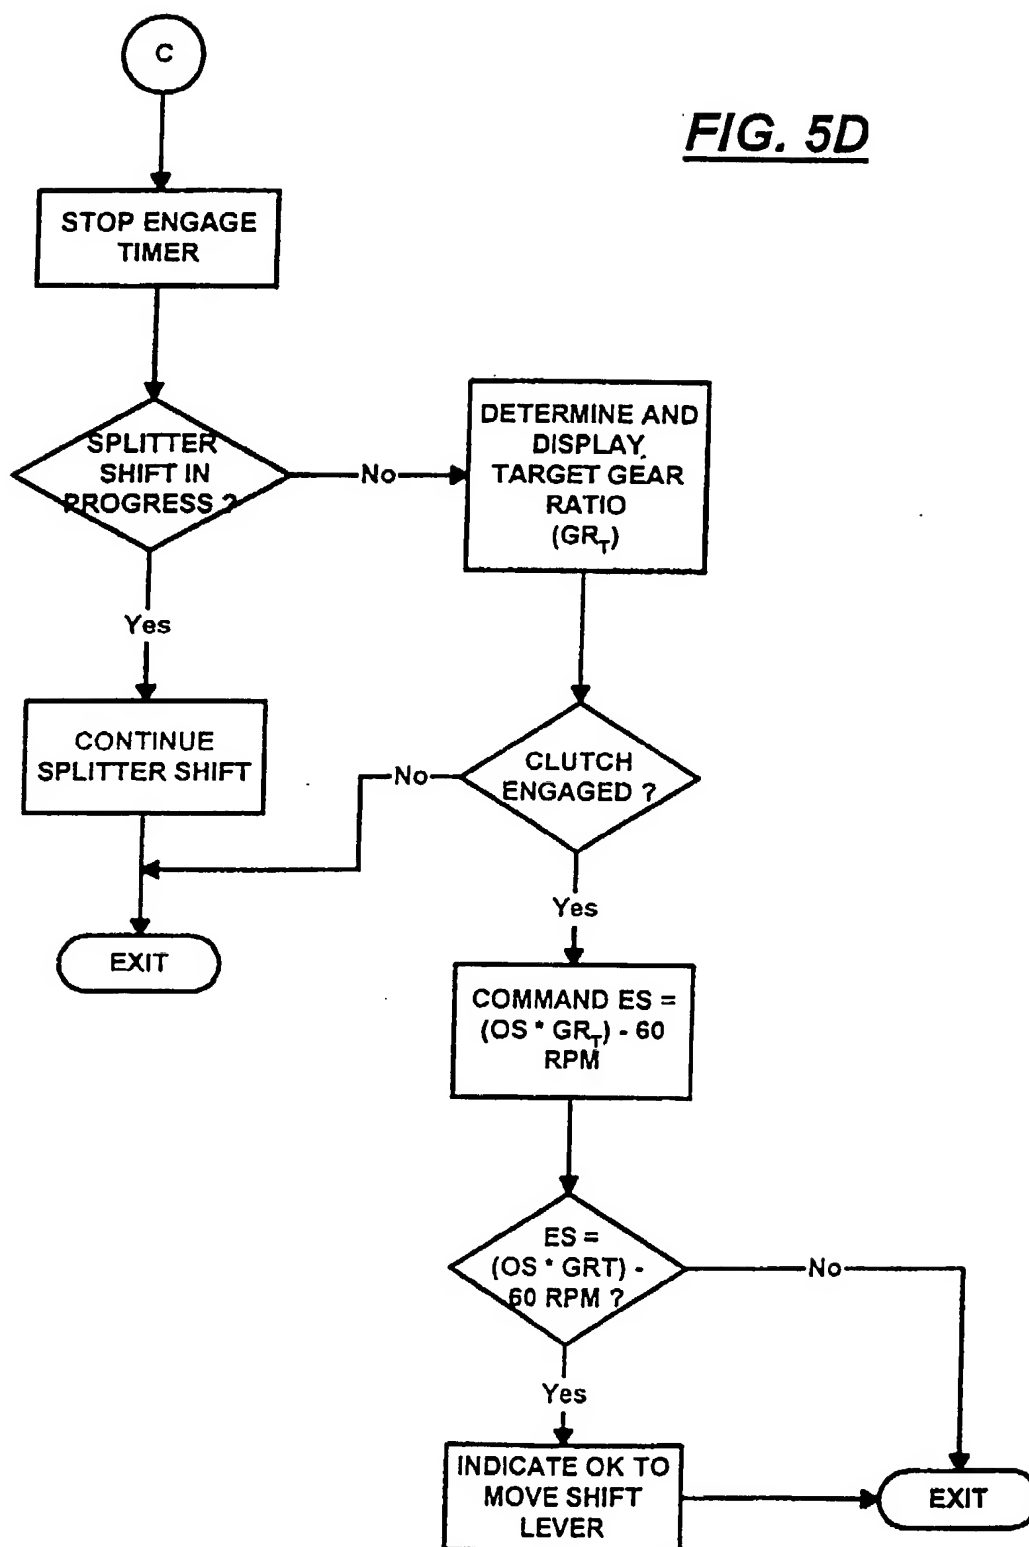 C
FIG. 5D
STOP ENGAGE
TIMER
SPLITTER
SHIFT IN
PROGRESS ?
No
DETERMINE AND
DISPLAY
TARGET GEAR
RATIO
(GR_T)
Yes
CONTINUE
SPLITTER SHIFT
No
CLUTCH
ENGAGED ?
EXIT
Yes
COMMAND ES =
(OS * GR_T) - 60
RPM
ES =
(OS * GRT) -
60 RPM ?
No
Yes
INDICATE OK TO
MOVE SHIFT
LEVER
EXIT